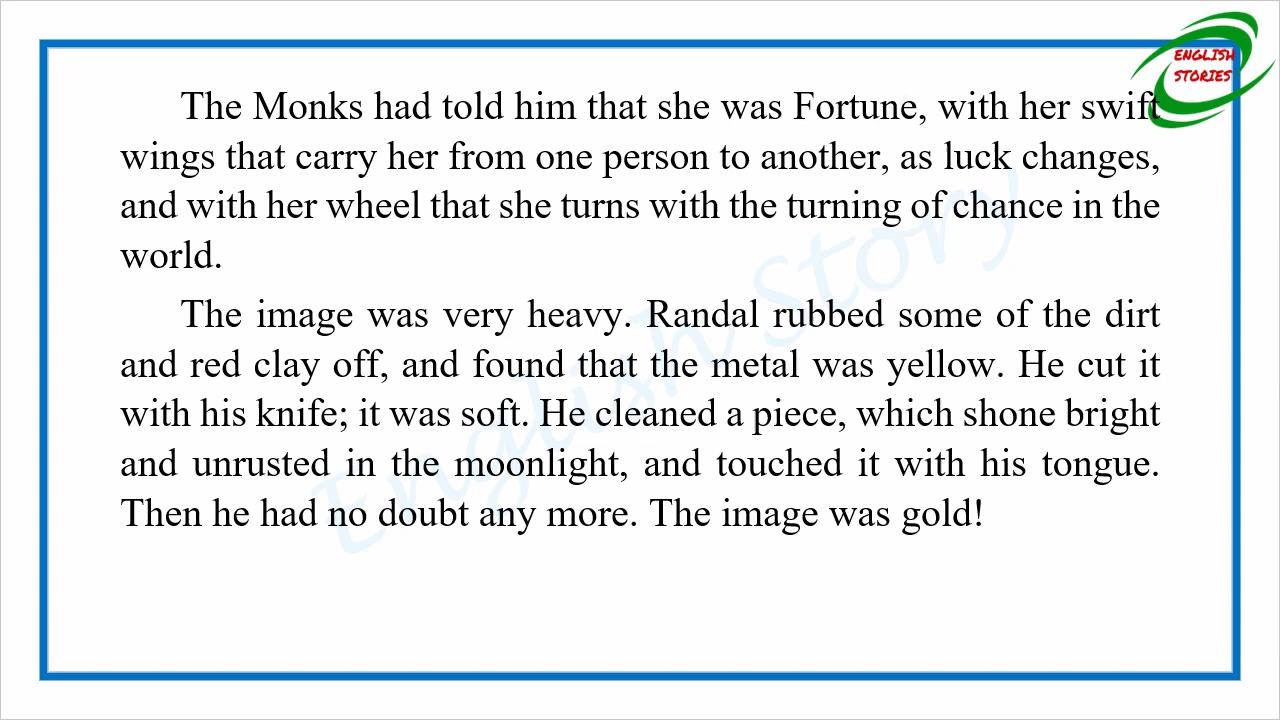 ENGLISH
STORIES
The Monks had told him that she was Fortune, with her swift
wings that carry her from one person to another, as luck changes,
and with her wheel that she turns with the turning of chance in the
world.
The image was very heavy. Randal rubbed some of the dirt
and red clay off, and found that the metal was yellow. He cut it
with his knife; it was soft. He cleaned a piece, which shone bright
and unrusted in the moonlight, and touched it with his tongue.
Then he had no doubt any more. The image was gold!
English Story